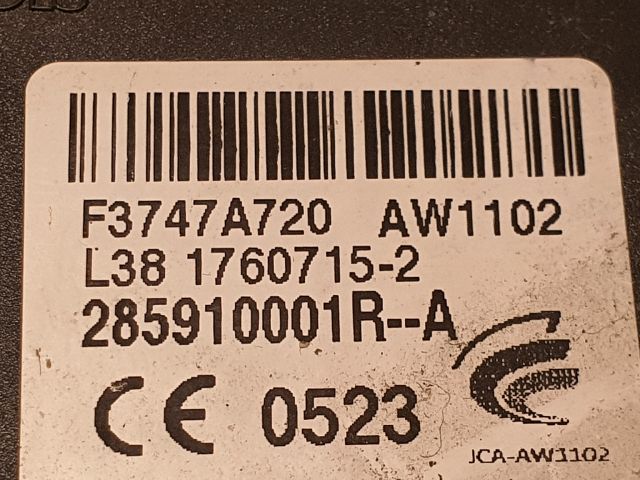 F3747A720 AW1102
L38 1760715-2
285910001R--A
CE 0523
JCA-AW1102